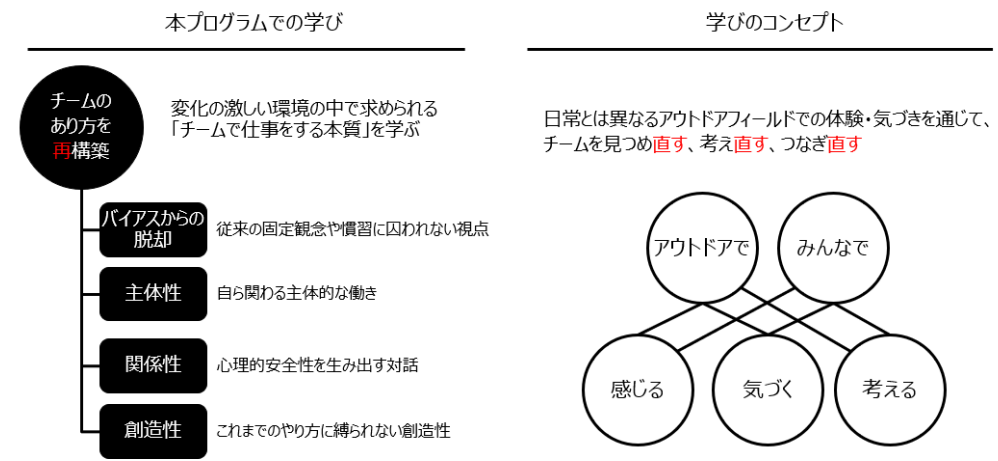 本プログラムでの学び
チームの
あり方を
再構築
変化の激しい環境の中で求められる
「チームで仕事をする本質」を学ぶ
バイアスからの
脱却
従来の固定観念や慣習に囚われない視点
主体性
自ら関わる主体的な働き
関係性
心理的安全性を生み出す対話
創造性
これまでのやり方に縛られない創造性
学びのコンセプト
日常とは異なるアウトドアフィールドでの体験・気づきを通じて、
チームを見つめ直す、考え直す、つなぎ直す
アウトドアで
みんなで
感じる
気づく
考える